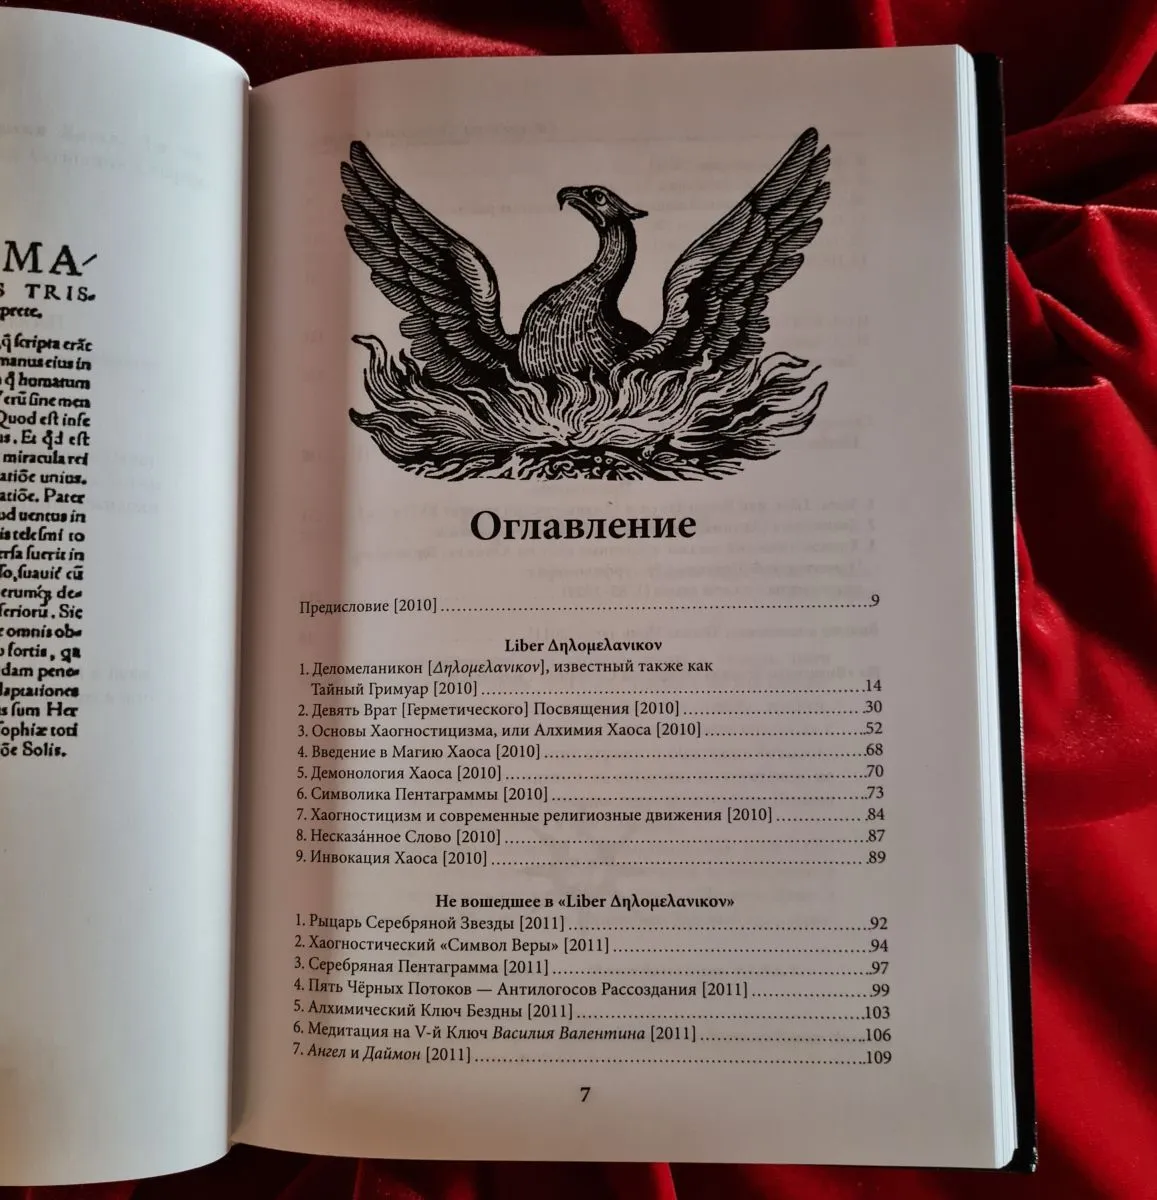 MA
S TRIS-
prete.
scripta
manus eius in
hominum
sine men
Quod est infe
est
miracula rei
unius.
Pater
in
to
fuerit in
de-
Sic
omnis ob-
fortis,
dam pene-
Her
toti
Solis.
Оглавление
Предисловие [2010] 9
Liber Δηλομελανικον
1. Деломеланикон [Δηλομελανικον], известный также как
Тайный Гримуар [2010] 14
2. Девять Врат [Герметического] Посвящения [2010] 30
3. Основы Хаогностицизма, или Алхимия Хаоса [2010] 52
4. Введение в Магию Хаоса [2010] 68
5. Демонология Хаоса [2010] 70
6. Символика Пентаграммы [2010] 73
7. Хаогностицизм и современные религиозные движения [2010] 84
8. Несказáнное Слово [2010] 87
9. Инвокация Хаоса [2010] 89
Не вошедшее в «Liber Δηλομελανικον»
1. Рыцарь Серебряной Звезды [2011] 92
2. Хаогностический «Символ Веры» [2011] 94
3. Серебряная Пентаграмма [2011] 97
4. Пять Чёрных Потоков — Антилогосов Рассоздания [2011] 99
5. Алхимический Ключ Бездны [2011] 103
6. Медитация на V-й Ключ Василия Валентина [2011] 106
7. Ангел и Даймон [2011] 109
7